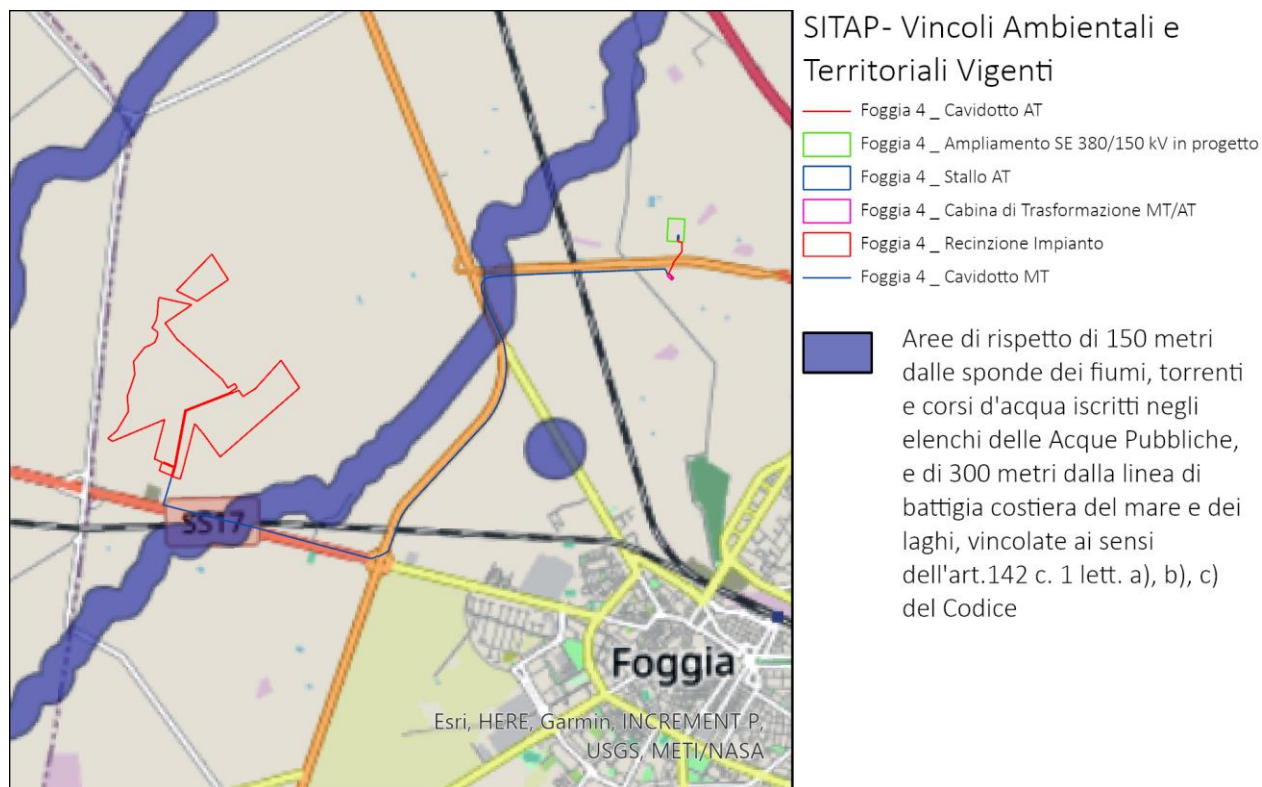 SITAP- Vincoli Ambientali e
Territoriali Vigenti
Foggia 4 _ Cavidotto AT
Foggia 4 _ Ampliamento SE 380/150 kV in progetto
Foggia 4 _ Stallo AT
Foggia 4 _ Cabina di Trasformazione MT/AT
Foggia 4 _ Recinzione Impianto
Foggia 4 _ Cavidotto MT
Aree di rispetto di 150 metri
dalle sponde dei fiumi, torrenti
e corsi d'acqua iscritti negli
elenchi delle Acque Pubbliche,
e di 300 metri dalla linea di
battigia costiera del mare e dei
laghi, vincolate ai sensi
dell'art.142 c. 1 lett. a), b), c)
del Codice
SS17
Foggia
Esri, HERE, Garmin, INCREMENT P,
USGS, METI/NASA